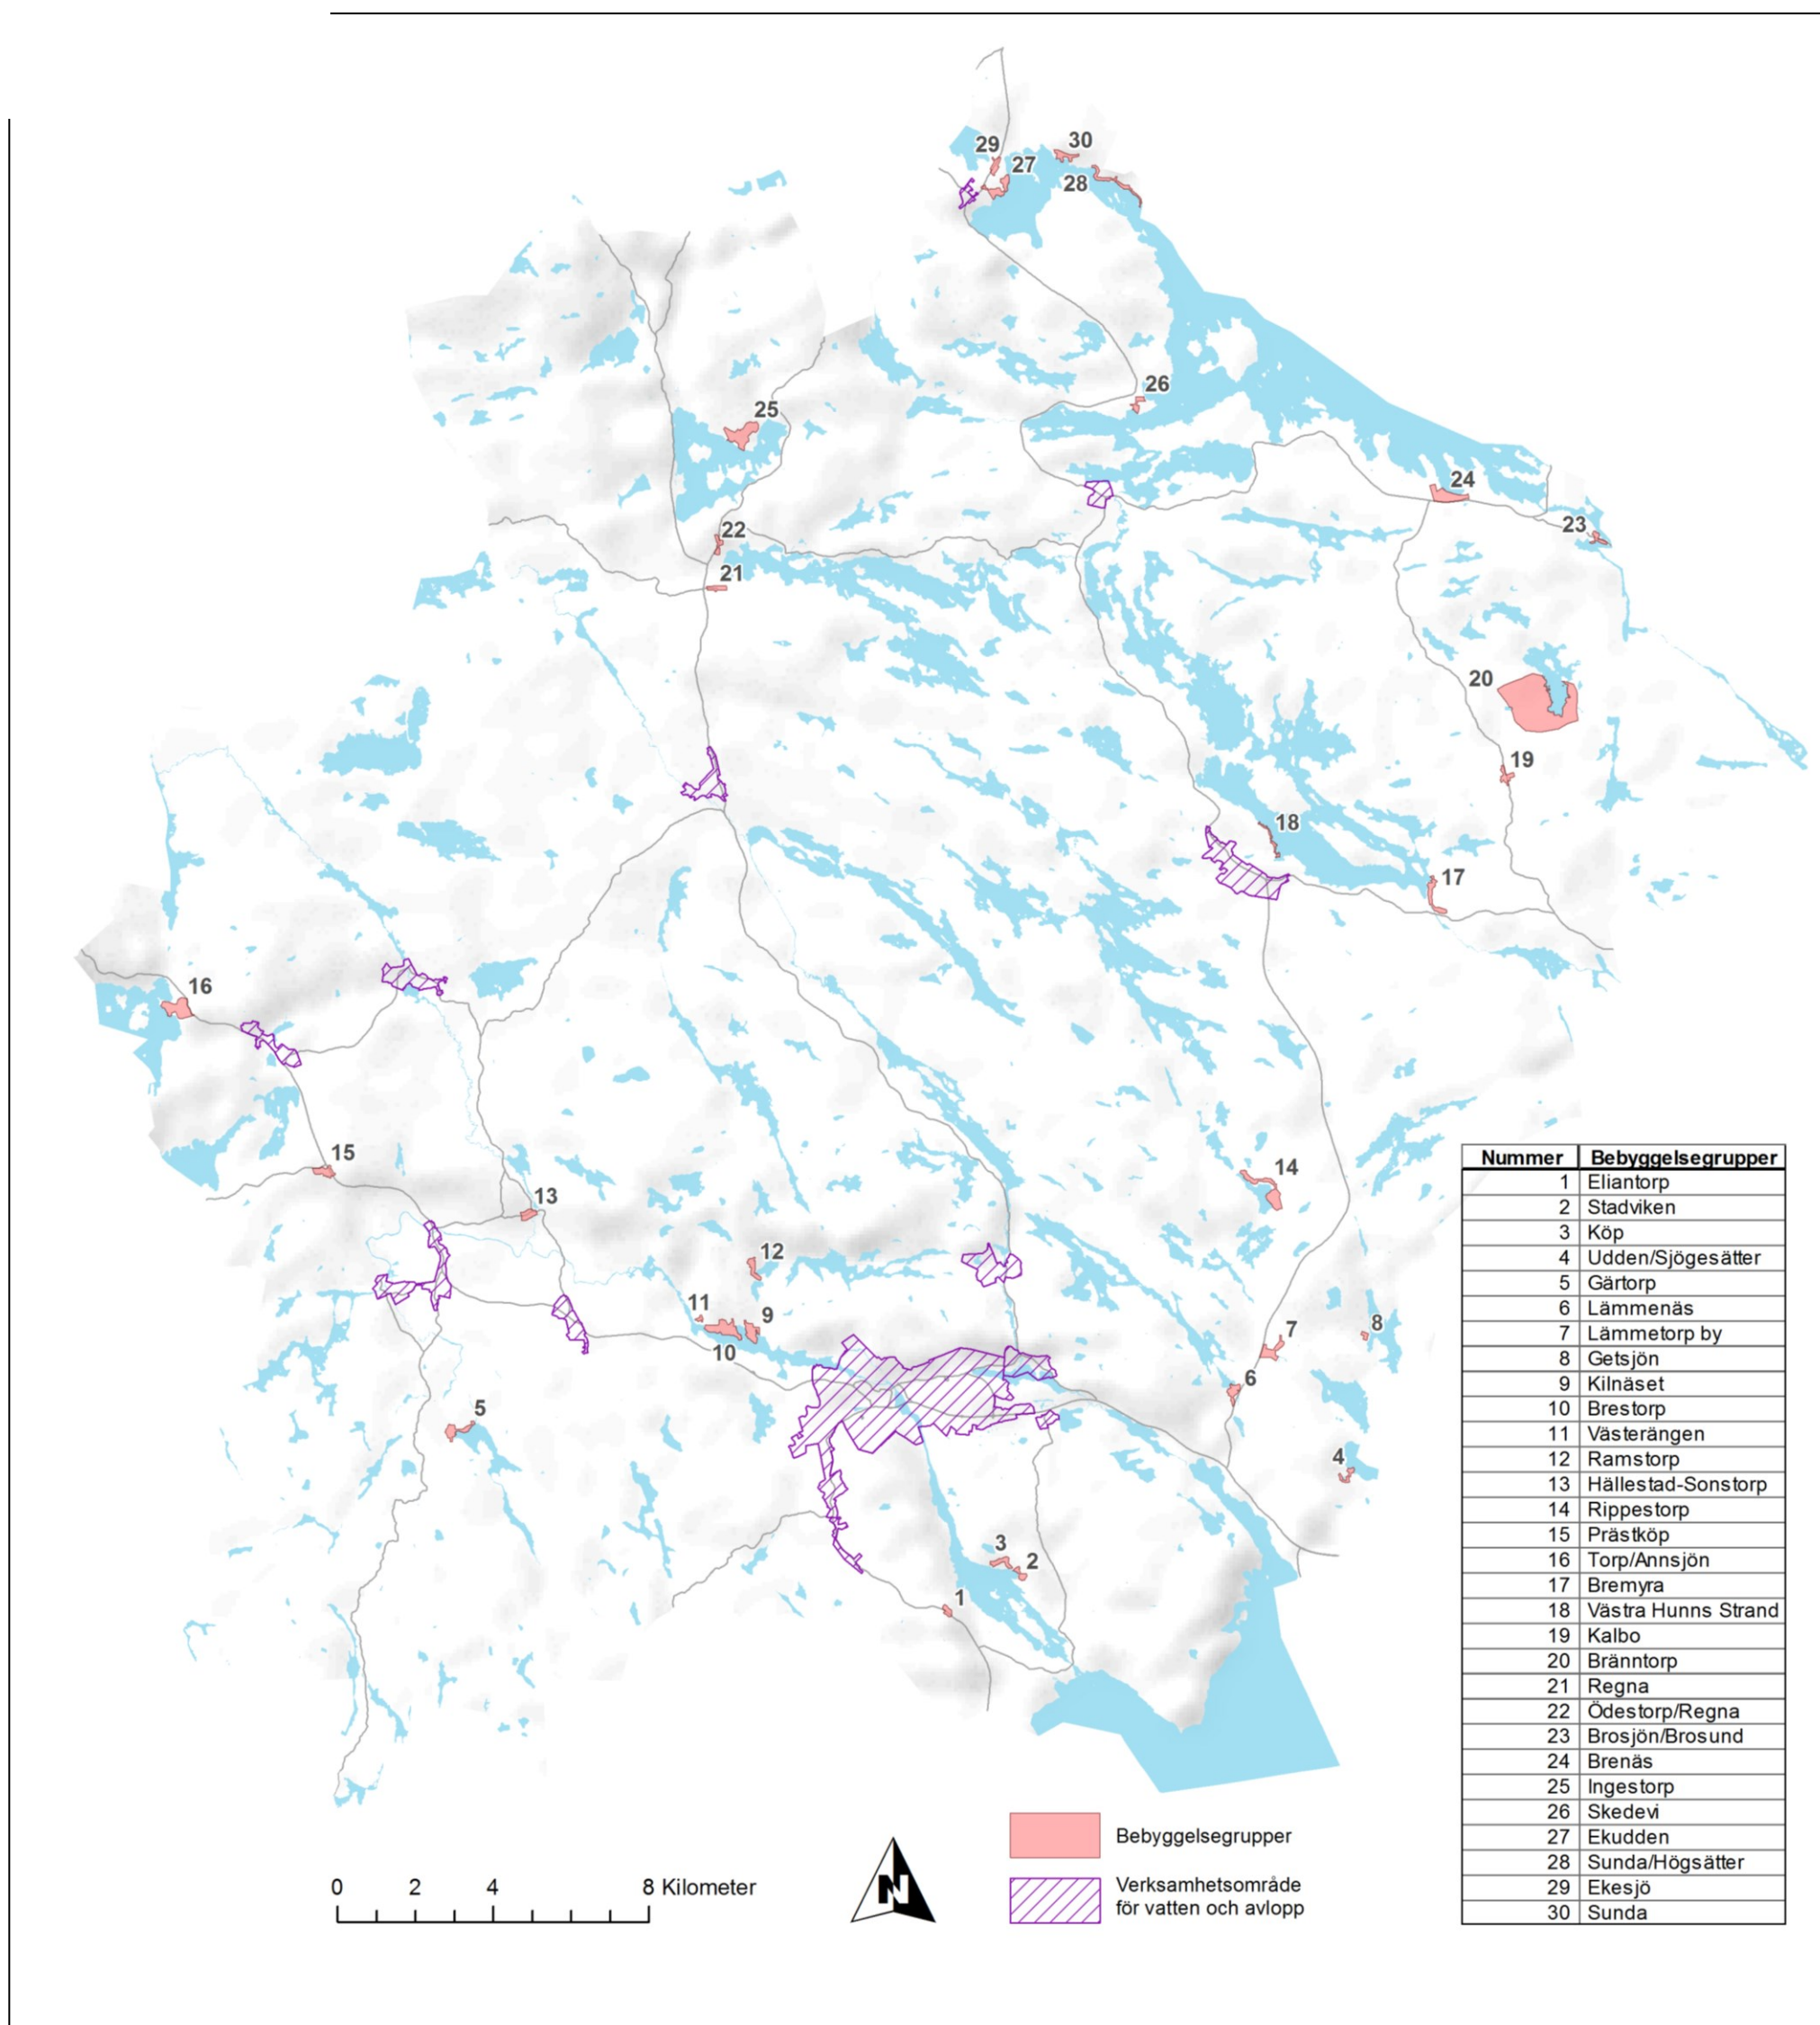 29
30
27
28
26
25
24
22
23
21
20
19
18
17
16
15
14
13
12
11
9
10
7
8
6
5
4
3
2
1
Nummer Bebyggelsegrupper
1 Eliantorp
2 Stadviken
3 Köp
4 Udden/Sjögesätter
5 Gärtorp
6 Lämmenäs
7 Lämmetorp by
8 Getsjön
9 Kilnäset
10 Brestorp
11 Västerängen
12 Ramstorp
13 Hällestad-Sonstorp
14 Rippestorp
15 Prästköp
16 Torp/Annsjön
17 Bremyra
18 Västra Hunns Strand
19 Kalbo
20 Bränntorp
21 Regna
22 Ödestorp/Regna
23 Brosjön/Brosund
24 Brenäs
25 Ingestorp
26 Skedevi
27 Ekudden
28 Sunda/Högsätter
29 Ekesjö
30 Sunda
Bebyggelsegrupper
Verksamhetsområde
för vatten och avlopp
0 2 4 8 Kilometer
N